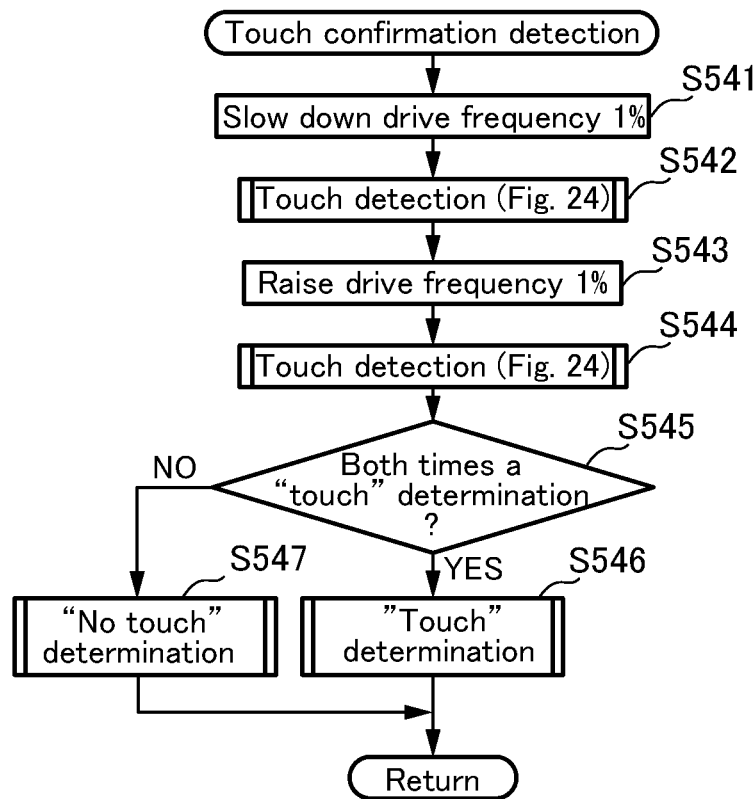 Touch confirmation detection
S541
Slow down drive frequency 1%
S542
Touch detection (Fig. 24)
S543
Raise drive frequency 1%
S544
Touch detection (Fig. 24)
S545
Both times a
“touch” determination
?
NO
YES
S547
“No touch”
determination
S546
”Touch”
determination
Return